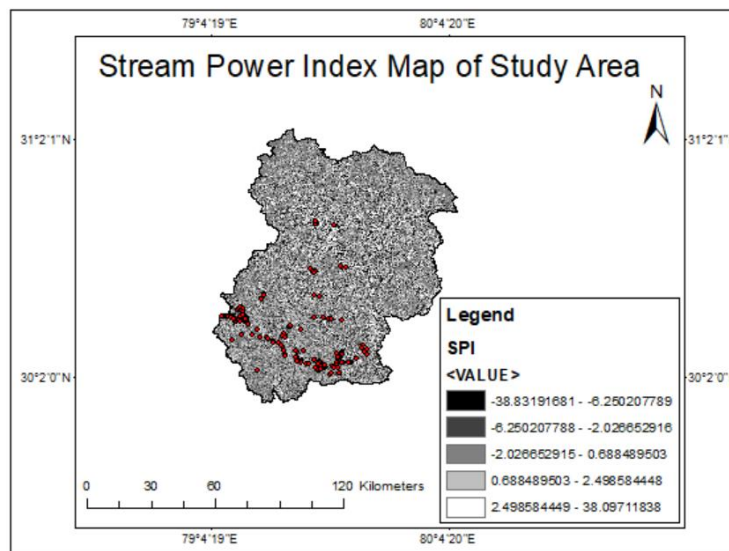 79°4'19"E 80°4'20"E
Stream Power Index Map of Study Area
N
31°2'1"N 31°2'1"N
30°2'0"N 30°2'0"N
Legend
SPI
<VALUE>
-38.83191681 - -6.250207789
-6.250207788 - -2.026652916
-2.026652915 - 0.688489503
0.688489503 - 2.498584448
2.498584449 - 38.09711838
0 30 60 120 Kilometers
79°4'19"E 80°4'20"E